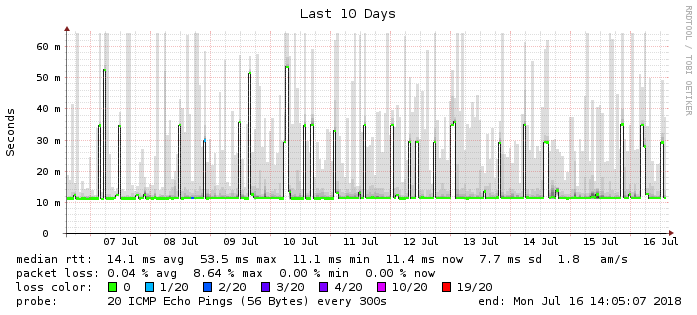 Last 10 Days
RRDTOOL / TOBI OETIKER
Seconds
60 m
50 m
40 m
30 m
20 m
10 m
0
07 Jul 08 Jul 09 Jul 10 Jul 11 Jul 12 Jul 13 Jul 14 Jul 15 Jul 16 Jul
median rtt: 14.1 ms avg 53.5 ms max 11.1 ms min 11.4 ms now 7.7 ms sd 1.8 am/s
packet loss: 0.04 % avg 8.64 % max 0.00 % min 0.00 % now
loss color: 0 1/20 2/20 3/20 4/20 10/20 19/20
probe: 20 ICMP Echo Pings (56 Bytes) every 300s end: Mon Jul 16 14:05:07 2018